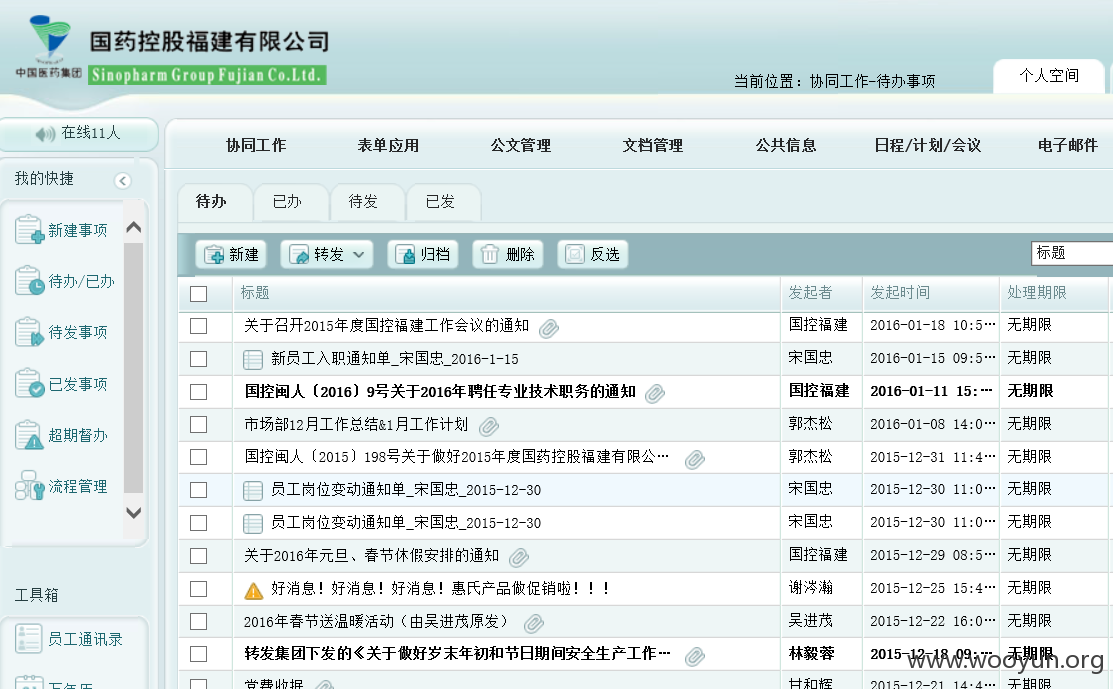 国药控股福建有限公司
中国医药集团 Sinopharm Group Fujian Co.Ltd.
当前位置：协同工作-待办事项
个人空间
在线11人
我的快捷
新建事项
待办/已办
待发事项
已发事项
超期督办
流程管理
工具箱
员工通讯录
万年历
协同工作 表单应用 公文管理 文档管理 公共信息 日程/计划/会议 电子邮件
待办 已办 待发 已发
新建 转发 归档 删除 反选 标题
标题 发起者 发起时间 处理期限
关于召开2015年度国控福建工作会议的通知 国控福建 2016-01-18 10:5… 无期限
新员工入职通知单_宋国忠_2016-1-15 宋国忠 2016-01-15 09:5… 无期限
国控闽人〔2016〕9号关于2016年聘任专业技术职务的通知 国控福建 2016-01-11 15:… 无期限
市场部12月工作总结&1月工作计划 郭杰松 2016-01-08 14:0… 无期限
国控闽人〔2015〕198号关于做好2015年度国药控股福建有限公… 郭杰松 2015-12-31 11:4… 无期限
员工岗位变动通知单_宋国忠_2015-12-30 宋国忠 2015-12-30 11:0… 无期限
员工岗位变动通知单_宋国忠_2015-12-30 宋国忠 2015-12-30 11:0… 无期限
关于2016年元旦、春节休假安排的通知 国控福建 2015-12-29 08:5… 无期限
好消息！好消息！好消息！惠氏产品做促销啦！！！ 谢涔瀚 2015-12-25 15:4… 无期限
2016年春节送温暖活动（由吴进茂原发） 吴进茂 2015-12-22 16:0… 无期限
转发集团下发的《关于做好岁末年初和节日期间安全生产工作… 林毅蓉 2015-12-18 09:… 无期限
党费收据 甘和辉 2015-12-21 14:4… 无期限
www.wooyun.org